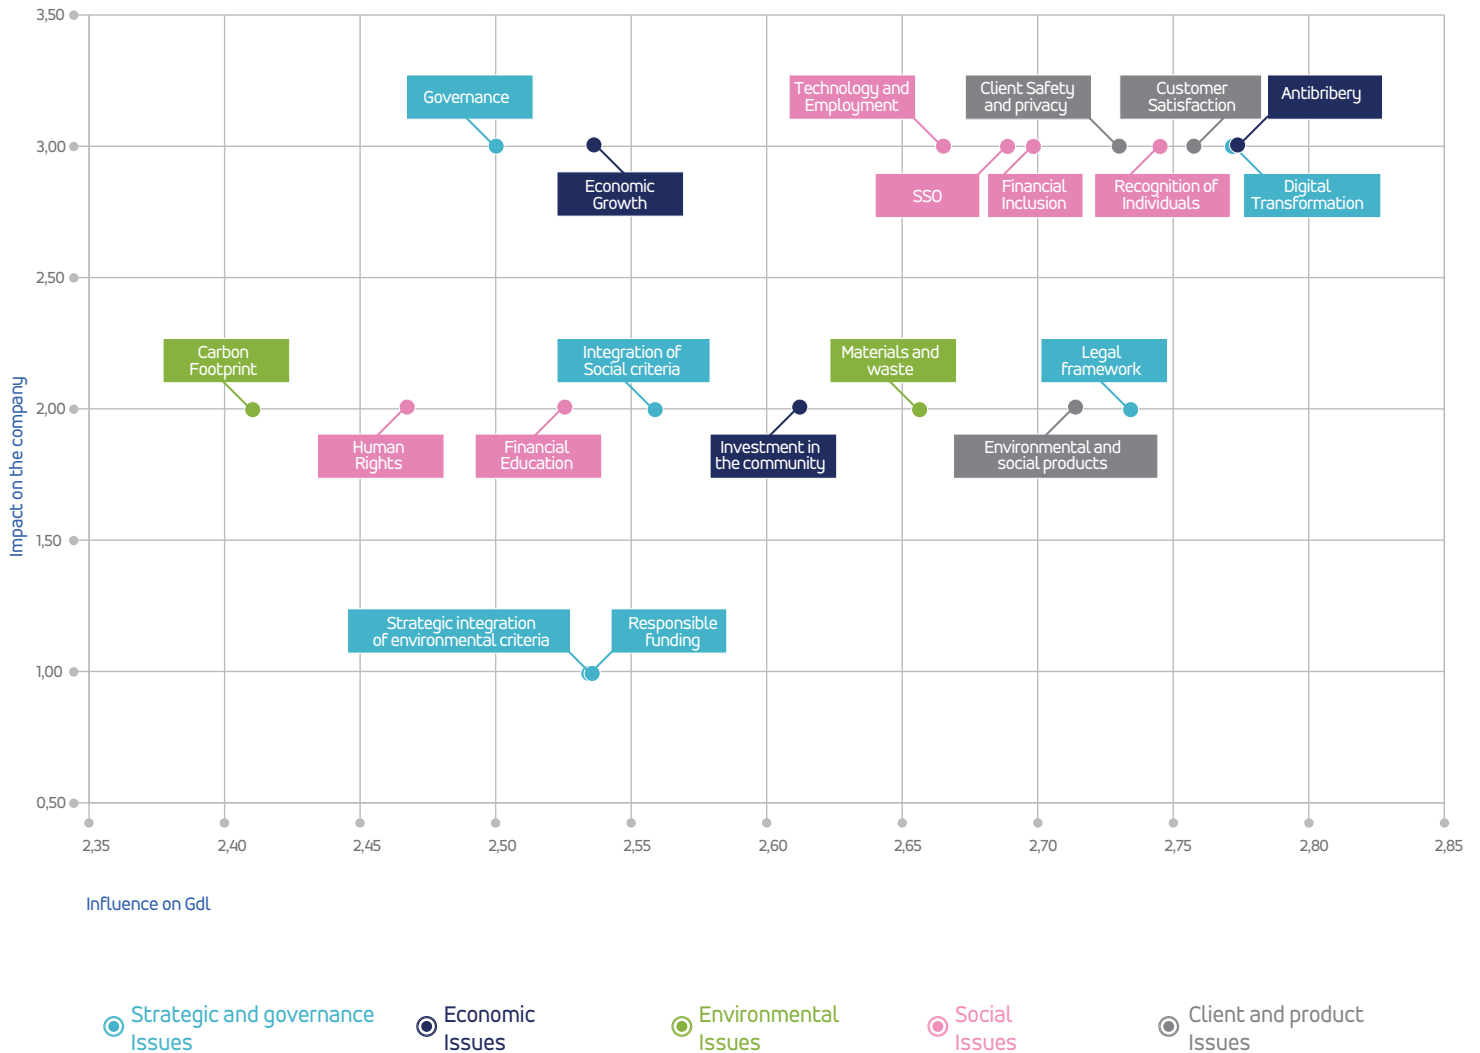 3,50
Governance
Technology and
Employment
Client Safety
and privacy
Customer
Satisfaction
Antibribery
3,00
Economic
Growth
SSO
Financial
Inclusion
Recognition of
Individuals
Digital
Transformation
2,50
Carbon
Footprint
Integration of
Social criteria
Materials and
waste
Legal
framework
2,00
Human
Rights
Financial
Education
Investment in
the community
Environmental and
social products
Impact on the company
1,50
Strategic integration
of environmental criteria
Responsible
funding
1,00
0,50
2,35
2,40
2,45
2,50
2,55
2,60
2,65
2,70
2,75
2,80
2,85
Influence on Gdl
Strategic and governance
Issues
Economic
Issues
Environmental
Issues
Social
Issues
Client and product
Issues